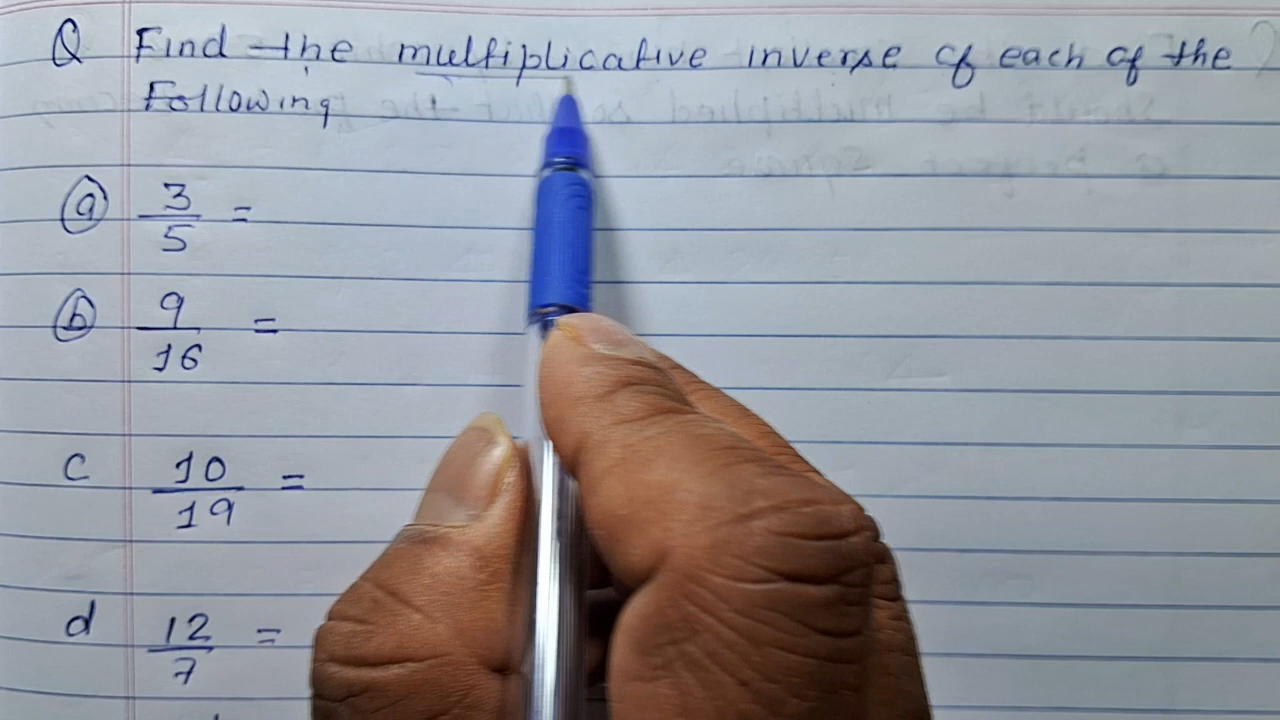 Q Find the multiplicative inverse of each of the
Following
a 3/5 =
b 9/16 =
c 10/19 =
d 12/7 =